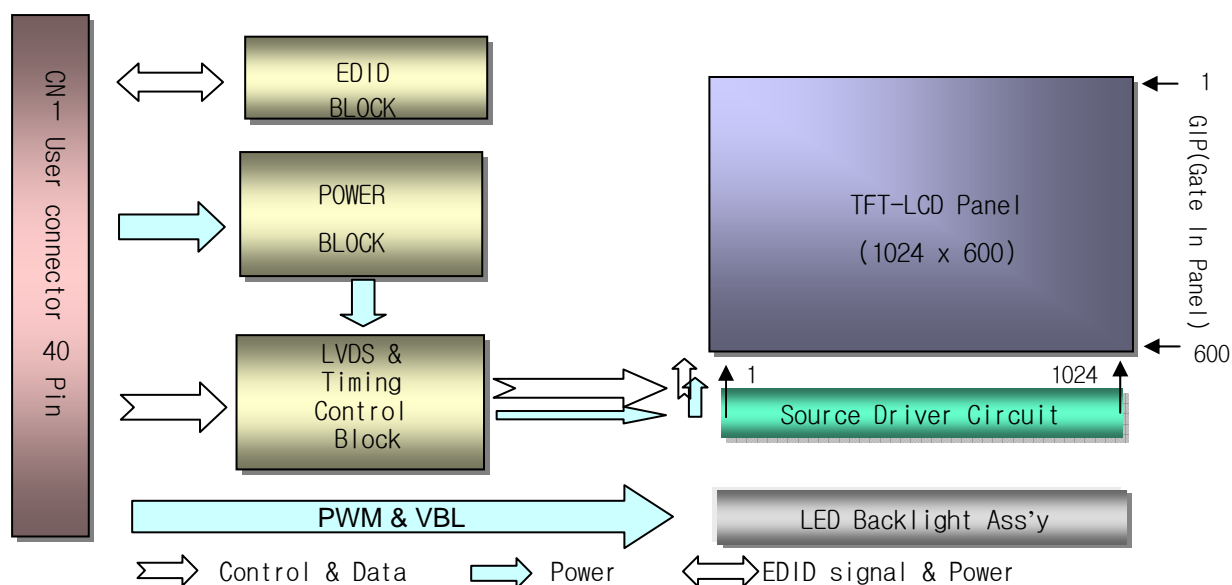 CN1- User connector 40 Pin
EDID
BLOCK
POWER
BLOCK
LVDS &
Timing
Control
Block
TFT-LCD Panel
(1024 x 600)
1
GIP(Gate In Panel)
600
1
1024
Source Driver Circuit
PWM & VBL
LED Backlight Ass'y
Control & Data
Power
EDID signal & Power